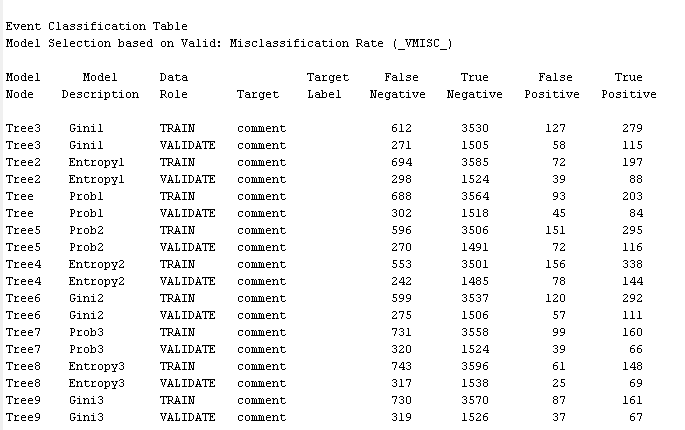 Event Classification Table
Model Selection based on Valid: Misclassification Rate (_VMISC_)
Model Model Data Target False True False True
Node Description Role Target Label Negative Negative Positive Positive
Tree3 Gini1 TRAIN comment 612 3530 127 279
Tree3 Gini1 VALIDATE comment 271 1505 58 115
Tree2 Entropy1 TRAIN comment 694 3585 72 197
Tree2 Entropy1 VALIDATE comment 298 1524 39 88
Tree Prob1 TRAIN comment 688 3564 93 203
Tree Prob1 VALIDATE comment 302 1518 45 84
Tree5 Prob2 TRAIN comment 596 3506 151 295
Tree5 Prob2 VALIDATE comment 270 1491 72 116
Tree4 Entropy2 TRAIN comment 553 3501 156 338
Tree4 Entropy2 VALIDATE comment 242 1485 78 144
Tree6 Gini2 TRAIN comment 599 3537 120 292
Tree6 Gini2 VALIDATE comment 275 1506 57 111
Tree7 Prob3 TRAIN comment 731 3558 99 160
Tree7 Prob3 VALIDATE comment 320 1524 39 66
Tree8 Entropy3 TRAIN comment 743 3596 61 148
Tree8 Entropy3 VALIDATE comment 317 1538 25 69
Tree9 Gini3 TRAIN comment 730 3570 87 161
Tree9 Gini3 VALIDATE comment 319 1526 37 67